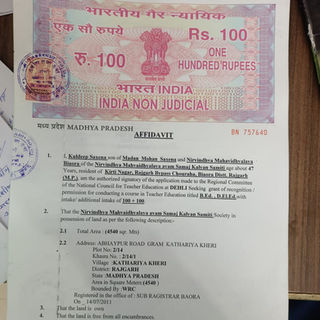 भारतीय गैर न्यायिक
एक सौ रुपये
Rs. 100
रु. 100
ONE
HUNDRED RUPEES
भारत INDIA
INDIA NON JUDICIAL
मध्य प्रदेश MADHYA PRADESH
BN 757640
AFFIDAVIT
1. I, Kuldeep Saxena son of Madan Mohan Saxena and Nirvindhya Mahavidhyalaya
Biaora of the Nirvindhya Mahvaidhyalaya avam Samaj Kalyan Samiti age about 47
Years, resident of Kirti Nagar, Rajgarh Bypass Chouraha, Biaora Distt. Rajgarh
(M.P.), am the authorized signatory of the application made to the Regional Committee
of the National Council for Teacher Education at DEHLI Seeking grant of recognition /
permission for conducting a course in Teacher Education titled B.Ed. , D.El.Ed. with
intake / additional intake of 100 + 100.
2. That the Nirvindhya Mahvaidhyalaya avam Samaj Kalyan Samiti Society in
possession of land as per the description below:-
2.1 Total Area : (4540 sq. Mts)
2.2 Address: ABHAYPUR ROAD GRAM KATHARIYA KHERI
Plot No.: 2/14
Khasra No. : 2/14/1
Village : KATHARIYA KHERI
District: RAJGARH
State : MADHYA PRADESH
Area in Square Meters (4540 )
Bounded By: WRC
Registered in the office of : SUB REGISTRAR BAORA
On 14/07/2011
3. That the land is own
4. That the land is free from all encumbrances.